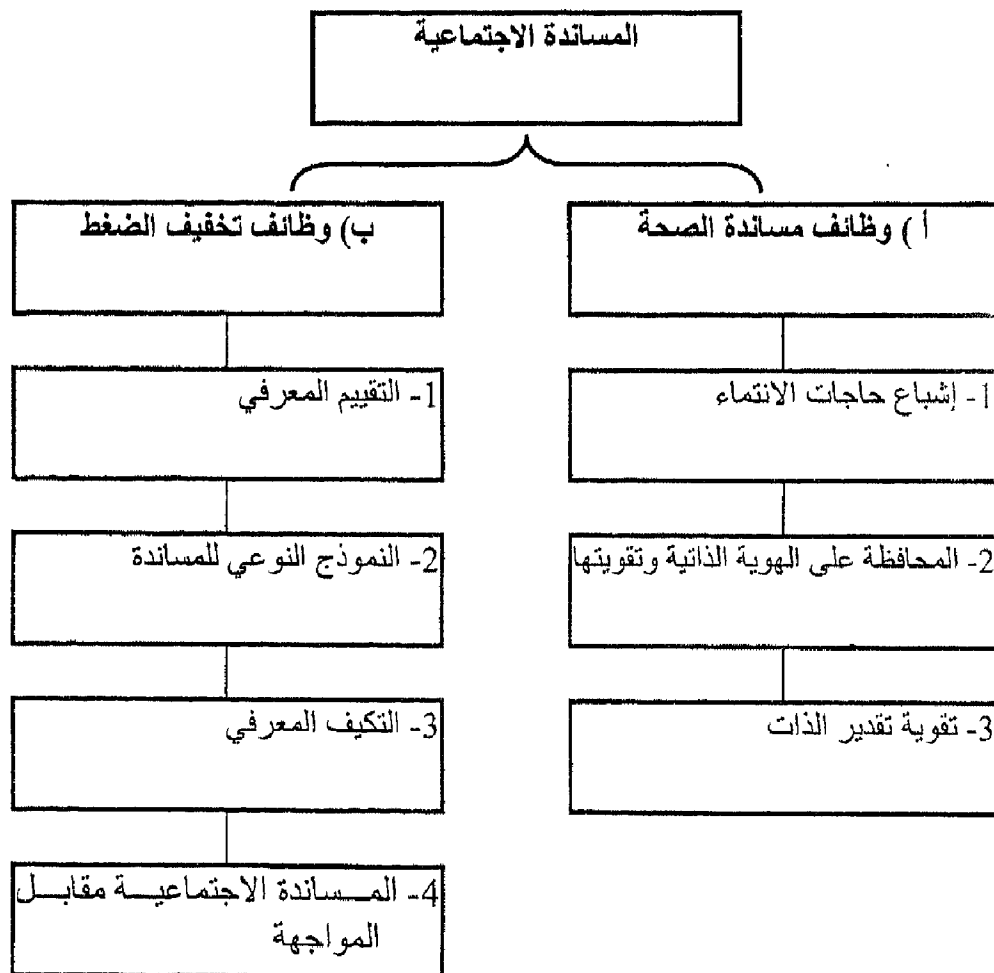 المساندة الاجتماعية
أ ) وظائف مساندة الصحة
1- إشباع حاجات الانتماء
2- المحافظة على الهوية الذاتية وتقويتها
3- تقوية تقدير الذات
ب) وظائف تخفيف الضغط
1- التقييم المعرفي
2- النموذج النوعي للمساندة
3- التكيف المعرفي
4- المساندة الاجتماعية مقابل
المواجهة